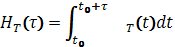 H_T(τ) = ∫_{t₀}^{t₀+τ} _T(t)dt